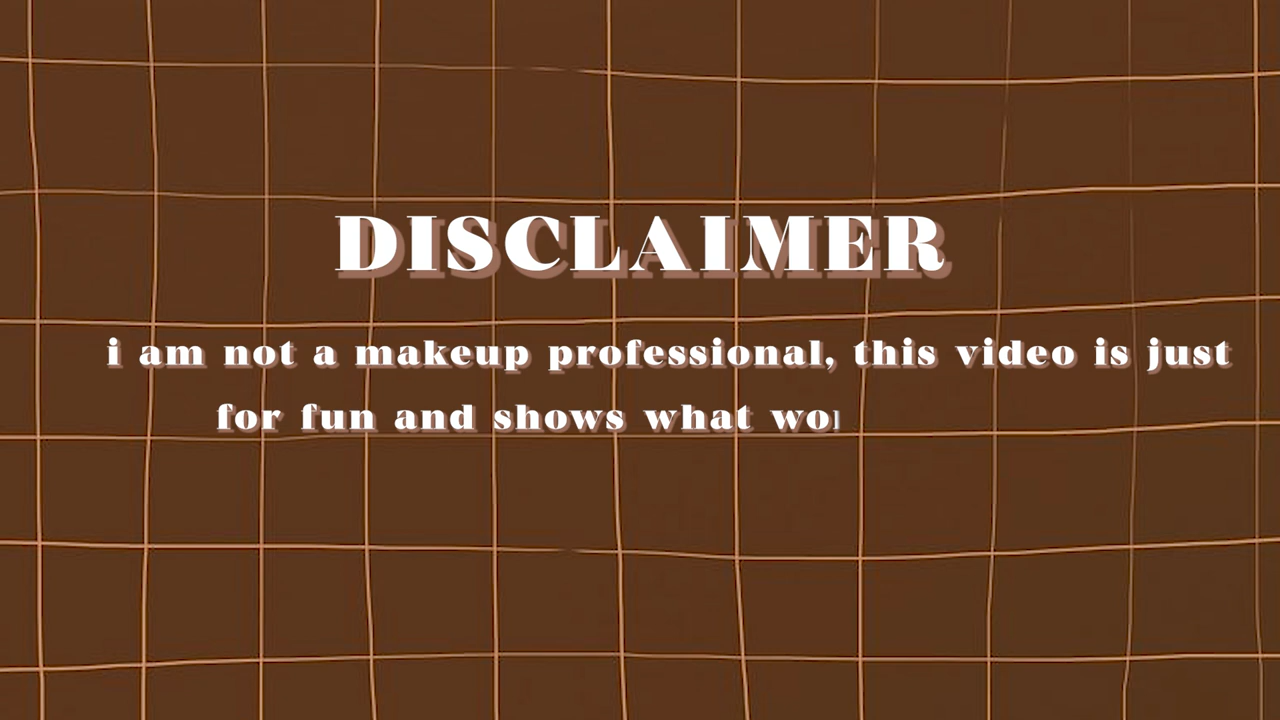 DISCLAIMER
i am not a makeup professional, this video is just
for fun and shows what